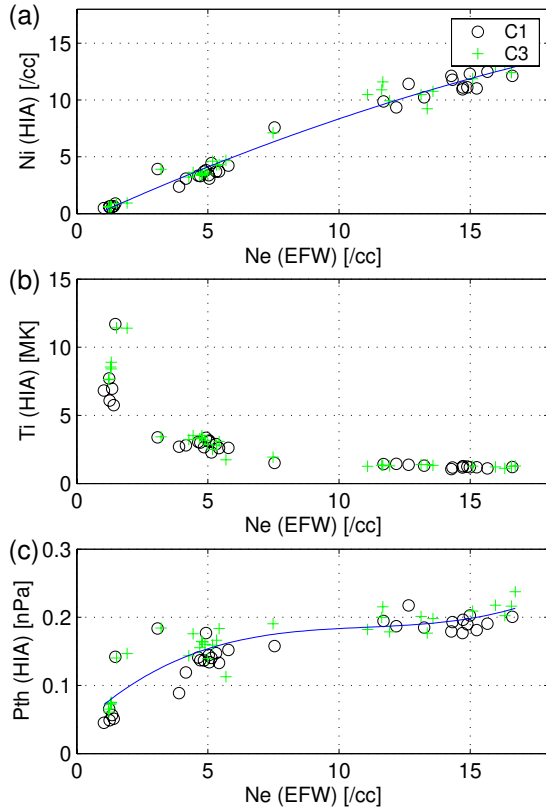 (a)
15
10
5
0
Ni (HIA) [/cc]
C1
C3
0 5 10 15
Ne (EFW) [/cc]
(b)
15
10
5
0
Ti (HIA) [MK]
0 5 10 15
Ne (EFW) [/cc]
(c)
0.3
0.2
0.1
0
Pth (HIA) [nPa]
0 5 10 15
Ne (EFW) [/cc]